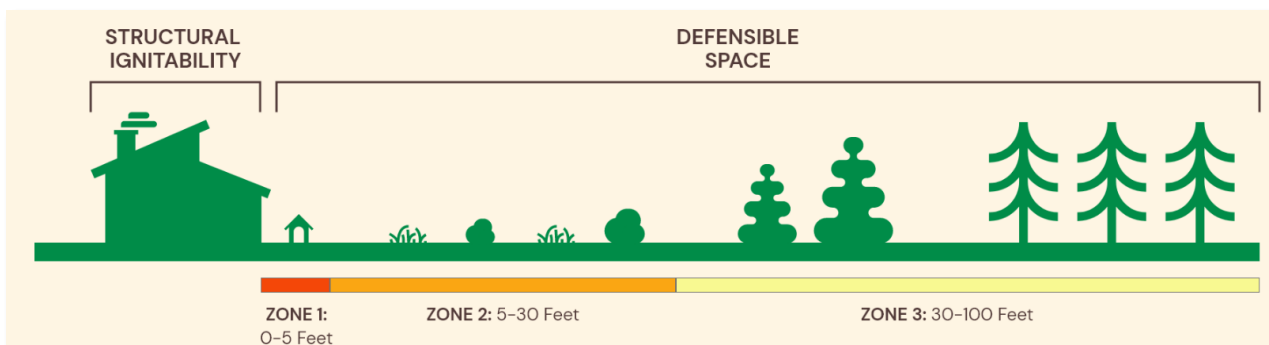 STRUCTURAL
IGNITABILITY
DEFENSIBLE
SPACE
ZONE 1:
0-5 Feet
ZONE 2: 5-30 Feet
ZONE 3: 30-100 Feet